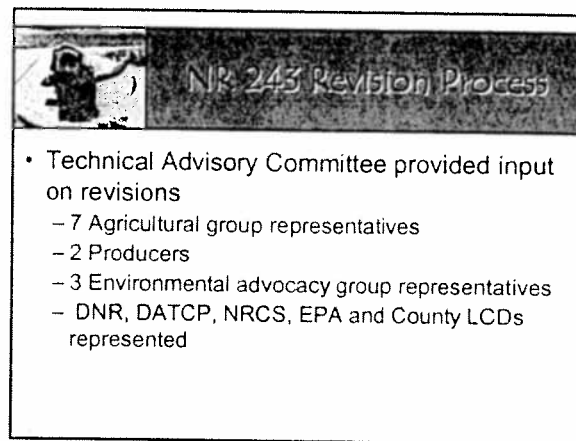 NR 243 Revision Process
• Technical Advisory Committee provided input
on revisions
– 7 Agricultural group representatives
– 2 Producers
– 3 Environmental advocacy group representatives
– DNR, DATCP, NRCS, EPA and County LCDs
represented